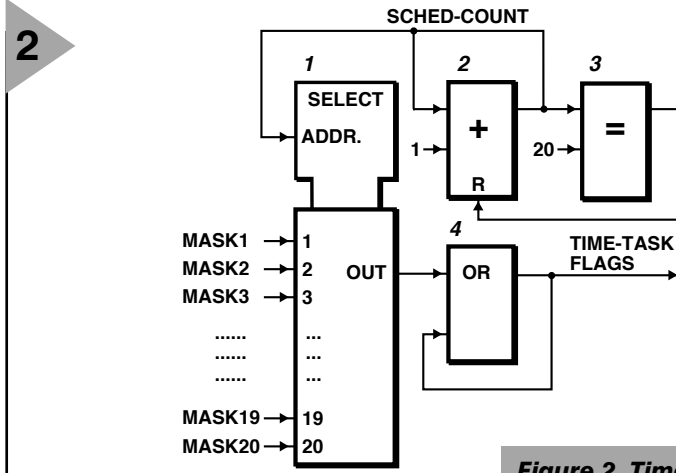 2
SCHED-COUNT
1
2
3
SELECT
ADDR.
+
=
1
20
R
4
MASK1
1
MASK2
2
OUT
OR
TIME-TASK
FLAGS
MASK3
3
...... ...
...... ...
...... ...
MASK19
19
MASK20
20
Figure 2. Time